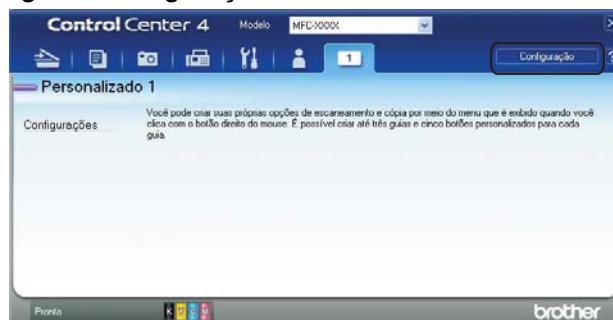 Control Center 4 Modelo MFC-XXXX
1 Configuração ?
Personalizado 1
Configurações
Você pode criar suas próprias opções de escaneamento e cópia por meio do menu que é exibido quando você
clica com o botão direito do mouse. É possível criar até três guias e cinco botões personalizados para cada
guia.
Pronta K Y C M brother